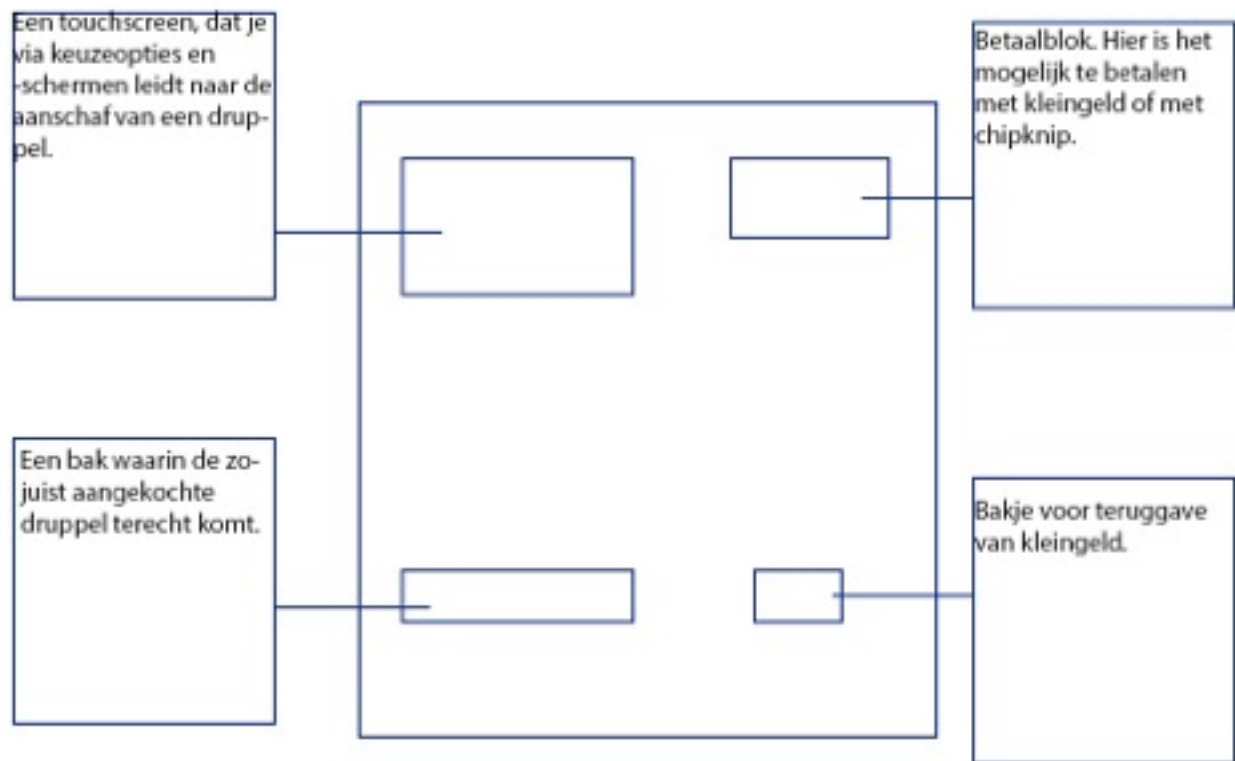 Een touchscreen, dat je
via keuzeopties en
-schermen leidt naar de
aanschaf van een drup-
pel.
Betaalblok. Hier is het
mogelijk te betalen
met kleingeld of met
chipknip.
Een bak waarin de zo-
juist aangekochte
druppel terecht komt.
Bakje voor teruggave
van kleingeld.